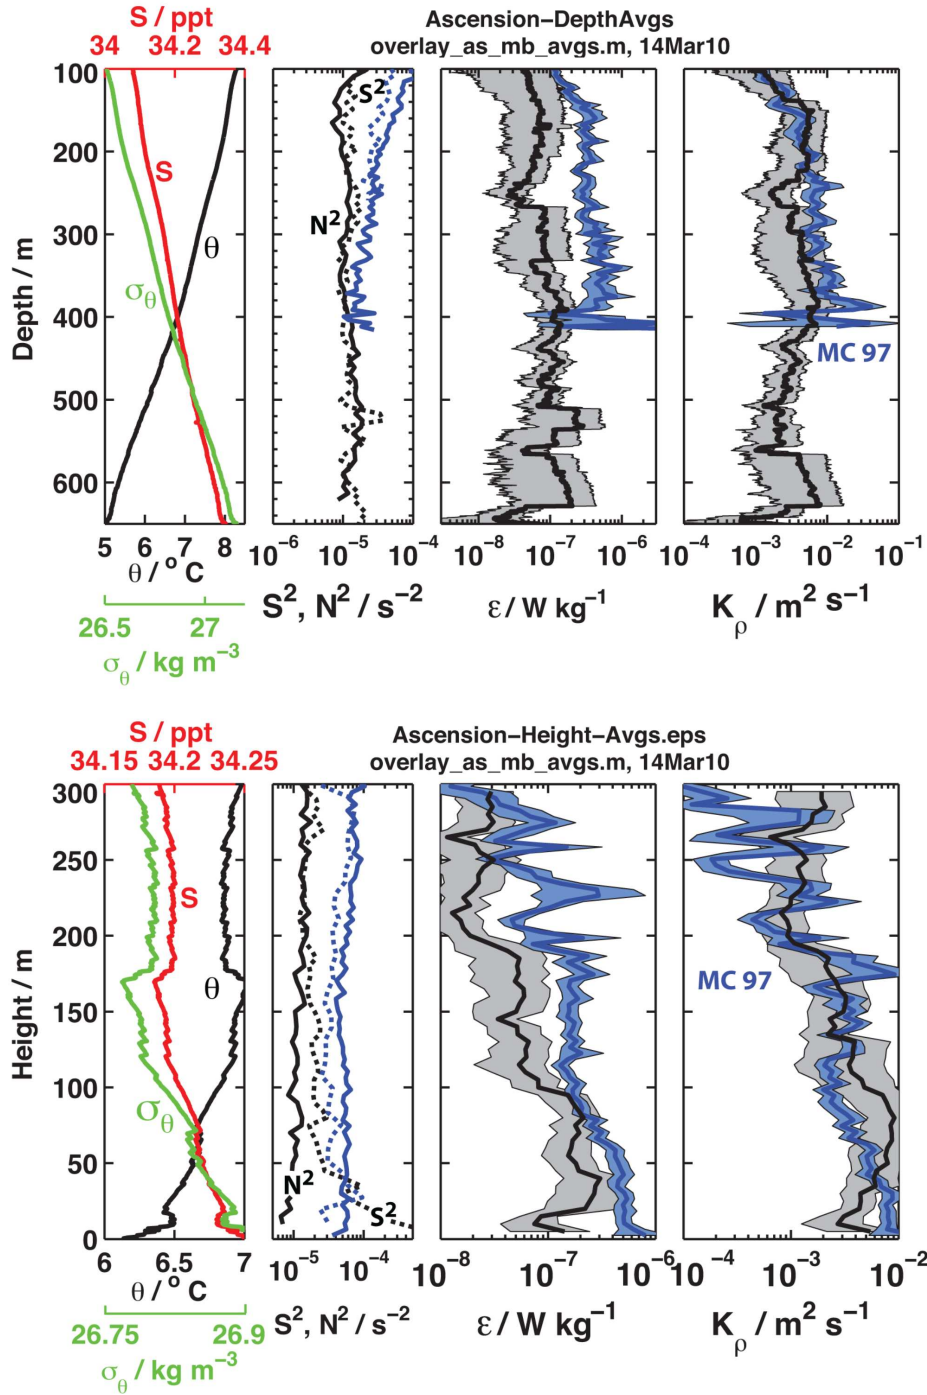 S / ppt
34 34.2 34.4
Ascension−DepthAvgs
overlay_as_mb_avgs.m, 14Mar10
100
200
300
400
500
600
Depth / m
S
θ
σθ
S²
N²
MC 97
5 6 7 8
θ / ° C
26.5 27
σθ / kg m⁻³
10⁻⁶ 10⁻⁵ 10⁻⁴
S², N² / s⁻²
10⁻⁸ 10⁻⁷ 10⁻⁶
ε / W kg⁻¹
10⁻⁴ 10⁻³ 10⁻² 10⁻¹
Kρ / m² s⁻¹
S / ppt
34.15 34.2 34.25
Ascension−Height−Avgs.eps
overlay_as_mb_avgs.m, 14Mar10
300
250
200
150
100
50
0
Height / m
S
θ
σθ
N²
S²
MC 97
6 6.5 7
θ / ° C
26.75 26.9
σθ / kg m⁻³
10⁻⁵ 10⁻⁴
S², N² / s⁻²
10⁻⁸ 10⁻⁷ 10⁻⁶
ε / W kg⁻¹
10⁻⁴ 10⁻³ 10⁻²
Kρ / m² s⁻¹